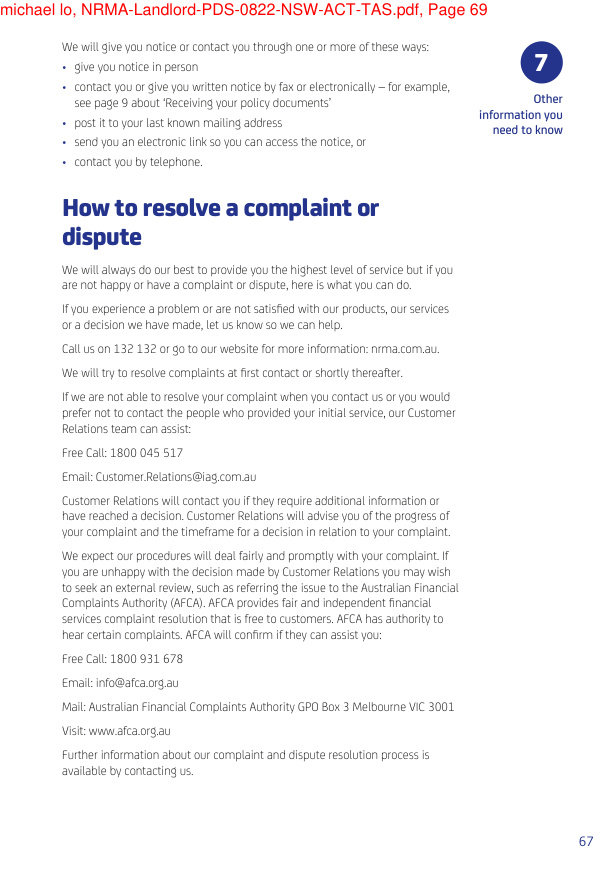 michael lo, NRMA-Landlord-PDS-0822-NSW-ACT-TAS.pdf, Page 69
We will give you notice or contact you through one or more of these ways:
• give you notice in person
• contact you or give you written notice by fax or electronically – for example,
see page 9 about ‘Receiving your policy documents’
• post it to your last known mailing address
• send you an electronic link so you can access the notice, or
• contact you by telephone.
7
Other
information you
need to know
How to resolve a complaint or
dispute
We will always do our best to provide you the highest level of service but if you
are not happy or have a complaint or dispute, here is what you can do.
If you experience a problem or are not satisfied with our products, our services
or a decision we have made, let us know so we can help.
Call us on 132 132 or go to our website for more information: nrma.com.au.
We will try to resolve complaints at first contact or shortly thereafter.
If we are not able to resolve your complaint when you contact us or you would
prefer not to contact the people who provided your initial service, our Customer
Relations team can assist:
Free Call: 1800 045 517
Email: Customer.Relations@iag.com.au
Customer Relations will contact you if they require additional information or
have reached a decision. Customer Relations will advise you of the progress of
your complaint and the timeframe for a decision in relation to your complaint.
We expect our procedures will deal fairly and promptly with your complaint. If
you are unhappy with the decision made by Customer Relations you may wish
to seek an external review, such as referring the issue to the Australian Financial
Complaints Authority (AFCA). AFCA provides fair and independent financial
services complaint resolution that is free to customers. AFCA has authority to
hear certain complaints. AFCA will confirm if they can assist you:
Free Call: 1800 931 678
Email: info@afca.org.au
Mail: Australian Financial Complaints Authority GPO Box 3 Melbourne VIC 3001
Visit: www.afca.org.au
Further information about our complaint and dispute resolution process is
available by contacting us.
67